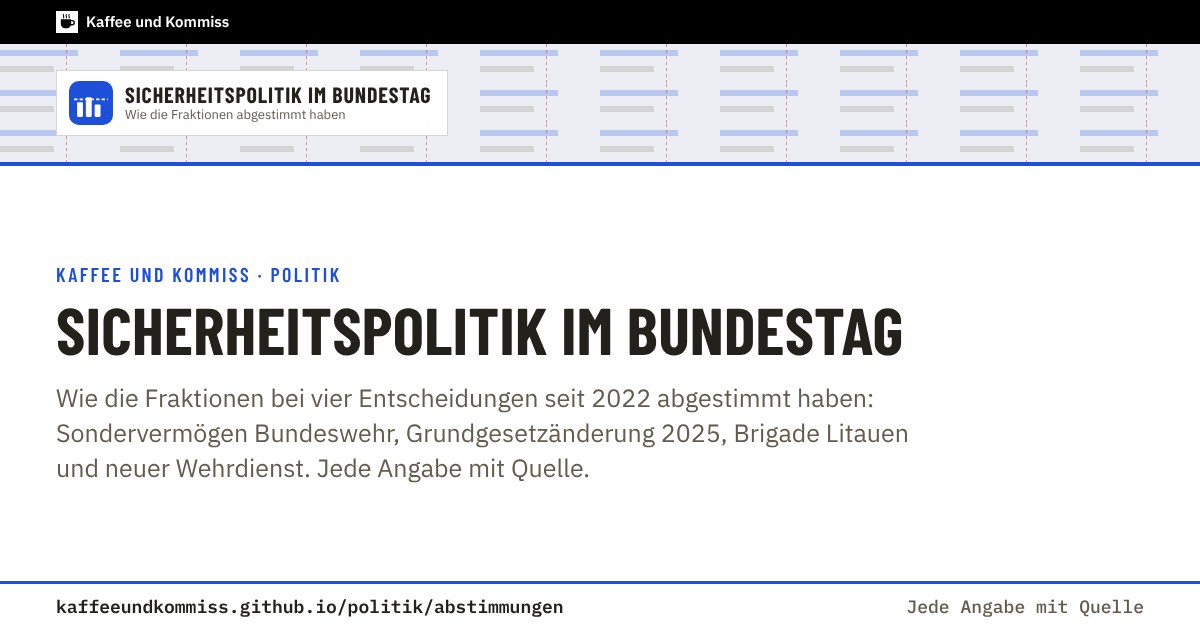 Kaffee und Kommiss
SICHERHEITSPOLITIK IM BUNDESTAG
Wie die Fraktionen abgestimmt haben
KAFFEE UND KOMMISS · POLITIK
SICHERHEITSPOLITIK IM BUNDESTAG
Wie die Fraktionen bei vier Entscheidungen seit 2022 abgestimmt haben:
Sondervermögen Bundeswehr, Grundgesetzänderung 2025, Brigade Litauen
und neuer Wehrdienst. Jede Angabe mit Quelle.
kaffeeundkommiss.github.io/politik/abstimmungen
Jede Angabe mit Quelle